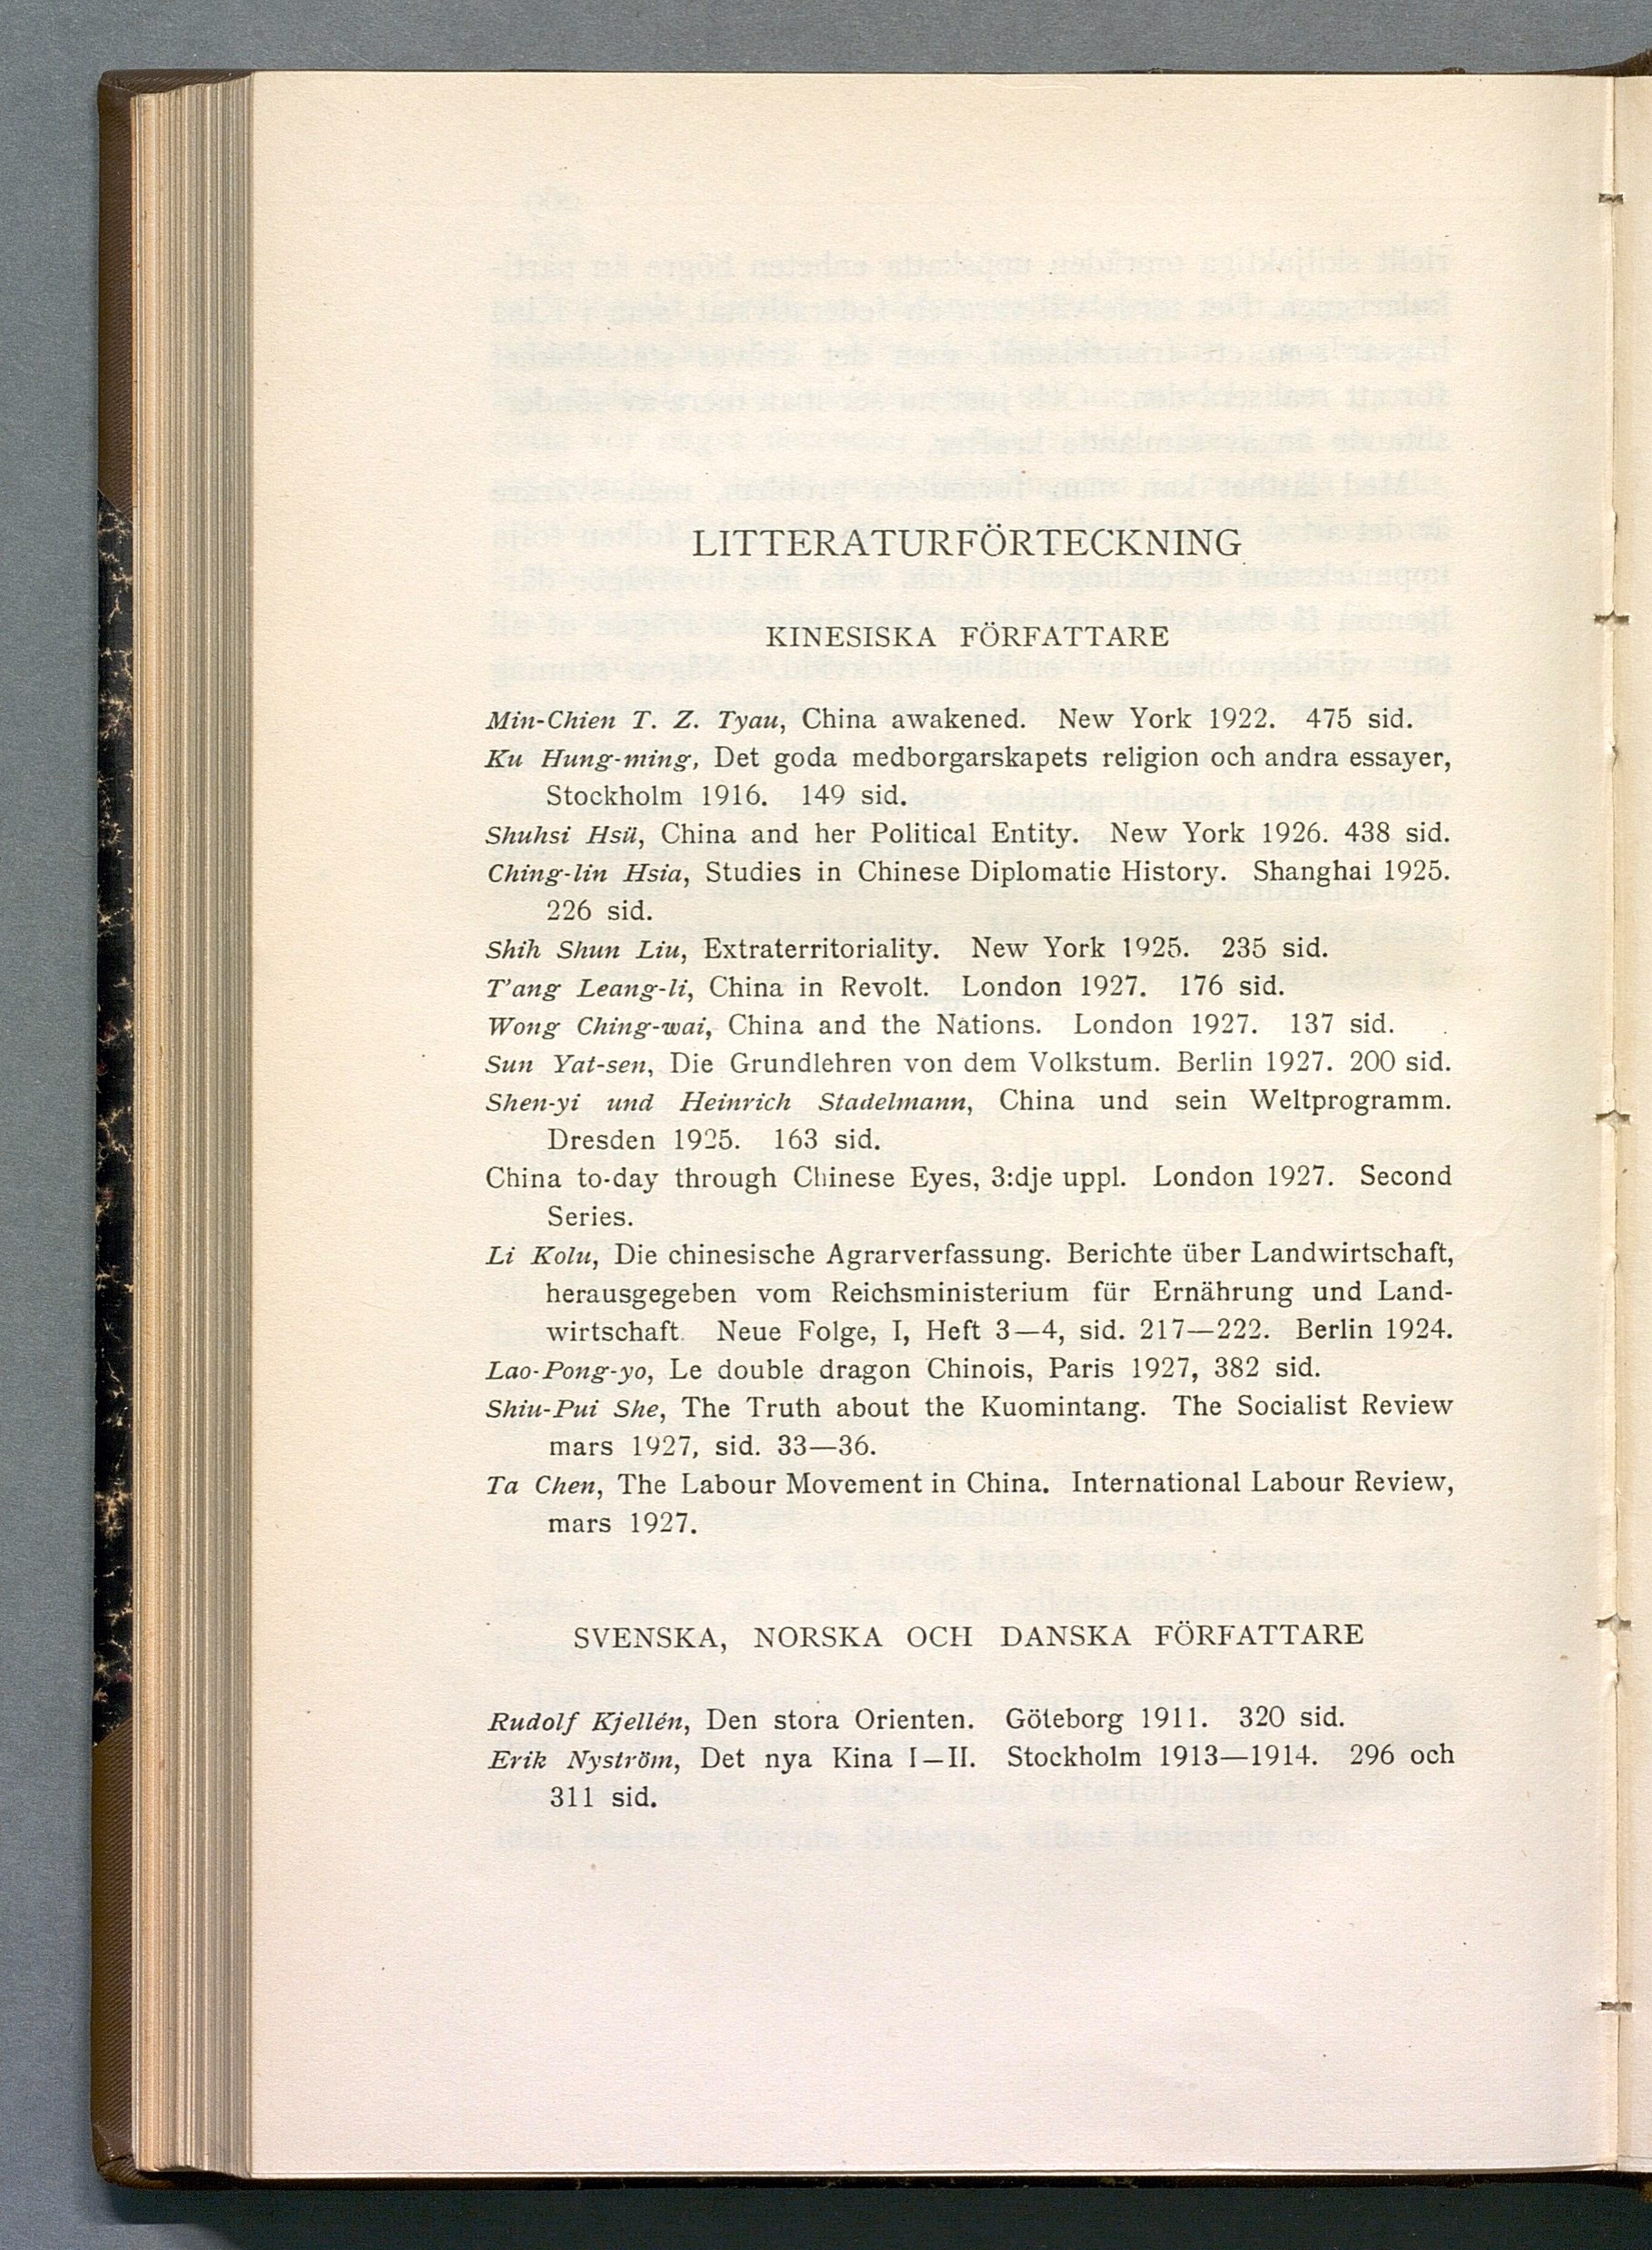 LITTERATURFÖRTECKNING
KINESISKA FÖRFATTARE
Min-Chien T. Z. Tyau, China awakened. New York 1922. 475 sid.
Ku Hung-ming, Det goda medborgarskapets religion och andra essayer,
Stockholm 1916. 149 sid.
Shuhsi Hsü, China and her Political Entity. New York 1926. 438 sid.
Ching-lin Hsia, Studies in Chinese Diplomatic History. Shanghai 1925.
226 sid.
Shih Shun Liu, Extraterritoriality. New York 1925. 235 sid.
T'ang Leang-li, China in Revolt. London 1927. 176 sid.
Wong Ching-wai, China and the Nations. London 1927. 137 sid.
Sun Yat-sen, Die Grundlehren von dem Volkstum. Berlin 1927. 200 sid.
Shen-yi und Heinrich Stadelmann, China und sein Weltprogramm.
Dresden 1925. 163 sid.
China to-day through Chinese Eyes, 3:dje uppl. London 1927. Second
Series.
Li Kolu, Die chinesische Agrarverfassung. Berichte über Landwirtschaft,
herausgegeben vom Reichsministerium für Ernährung und Land-
wirtschaft. Neue Folge, I, Heft 3—4, sid. 217—222. Berlin 1924.
Lao-Pong-yo, Le double dragon Chinois, Paris 1927, 382 sid.
Shiu-Pui She, The Truth about the Kuomintang. The Socialist Review
mars 1927, sid. 33—36.
Ta Chen, The Labour Movement in China. International Labour Review,
mars 1927.
SVENSKA, NORSKA OCH DANSKA FÖRFATTARE
Rudolf Kjellén, Den stora Orienten. Göteborg 1911. 320 sid.
Erik Nyström, Det nya Kina I—II. Stockholm 1913—1914. 296 och
311 sid.